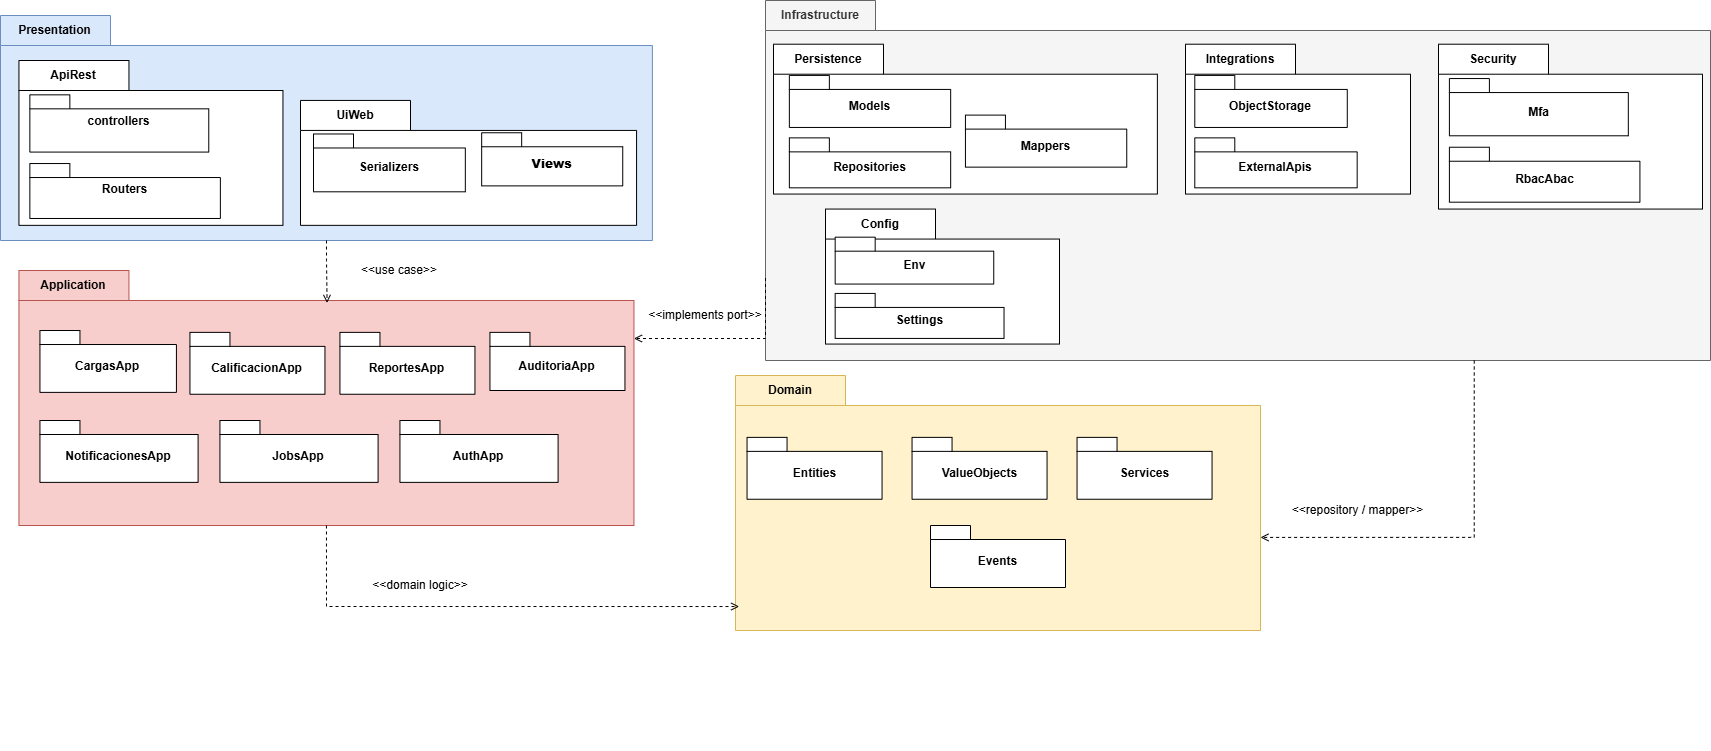 Presentation
ApiRest
controllers
Routers
UiWeb
Serializers
Views
<<use case>>
Application
CargasApp
CalificacionApp
ReportesApp
AuditoriaApp
NotificacionesApp
JobsApp
AuthApp
<<domain logic>>
Infrastructure
Persistence
Models
Repositories
Mappers
Integrations
ObjectStorage
ExternalApis
Security
Mfa
RbacAbac
Config
Env
Settings
<<implements port>>
Domain
Entities
ValueObjects
Services
Events
<<repository / mapper>>